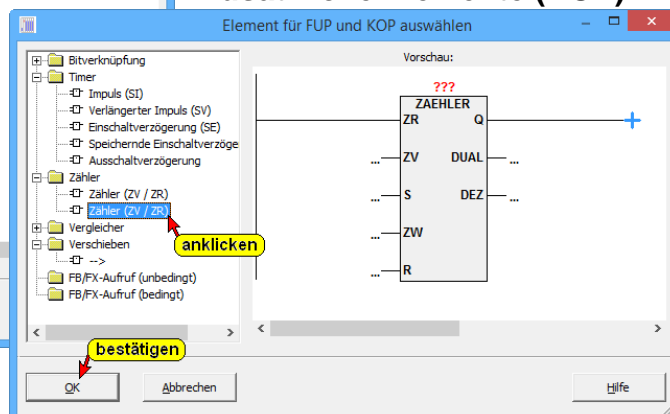 Element für FUP und KOP auswählen
Bitverknüpfung
Timer
Impuls (SI)
Verlängerter Impuls (SV)
Einschaltverzögerung (SE)
Speichernde Einschaltverzöge
Ausschaltverzögerung
Zähler
Zähler (ZV / ZR)
Zähler (ZV / ZR)
Vergleicher
Verschieben
-->
FB/FX-Aufruf (unbedingt)
FB/FX-Aufruf (bedingt)
anklicken
bestätigen
Vorschau:
???
ZAEHLER
ZR Q
... ZV DUAL ...
... S DEZ ...
... ZW
... R
OK Abbrechen Hilfe